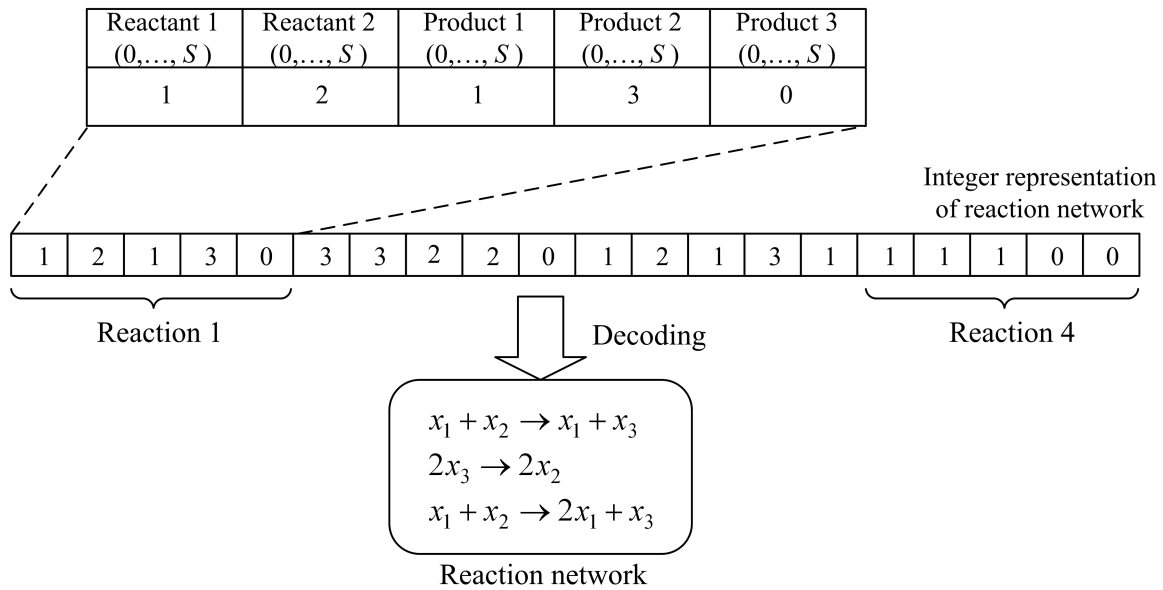 Reactant 1 Reactant 2 Product 1 Product 2 Product 3
(0,..., S ) (0,..., S ) (0,..., S ) (0,..., S ) (0,..., S )
1 2 1 3 0
Integer representation
of reaction network
1 2 1 3 0 3 3 2 2 0 1 2 1 3 1 1 1 1 0 0
Reaction 1 Reaction 4
Decoding
x₁ + x₂ → x₁ + x₃
2x₃ → 2x₂
x₁ + x₂ → 2x₁ + x₃
Reaction network